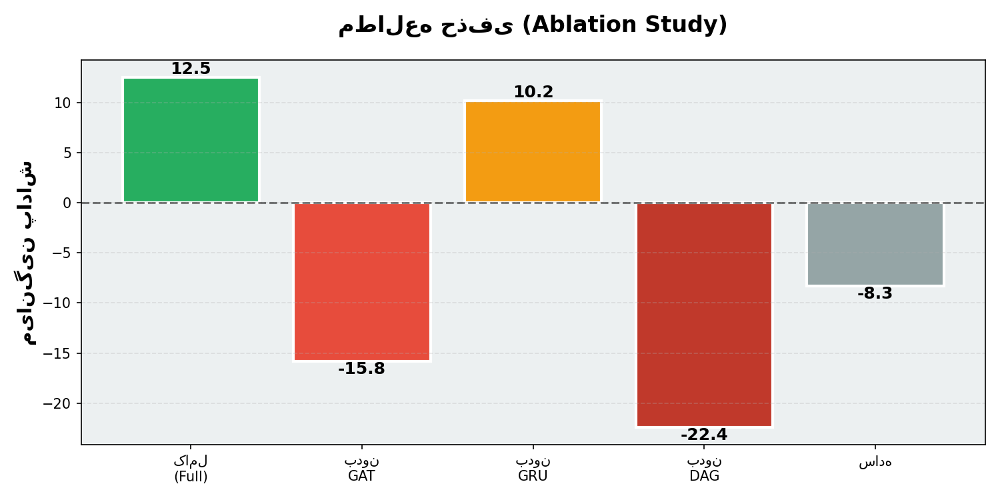 مطالعه حذفی (Ablation Study)
میانگین پاداش
12.5
10.2
-15.8
-22.4
-8.3
10
5
0
−5
−10
−15
−20
کامل
(Full)
بدون
GAT
بدون
GRU
بدون
DAG
ساده